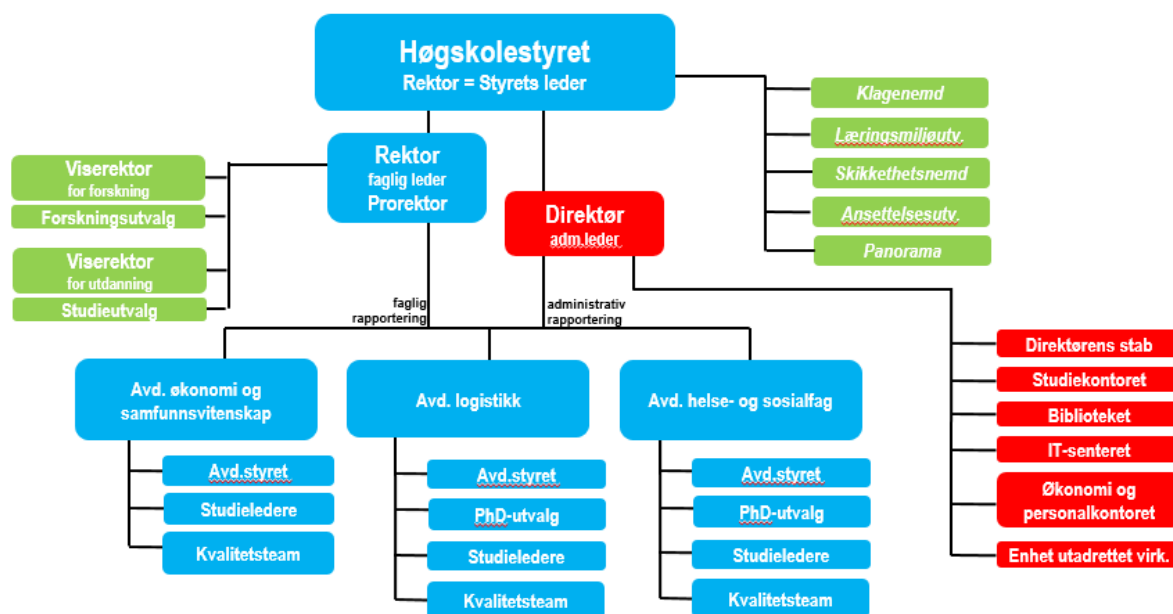 Høgskolestyret
Rektor = Styrets leder
Klagenemd
Læringsmiljøutv.
Skikkethetsnemd
Ansettelsesutv.
Panorama
Rektor
faglig leder
Prorektor
Viserektor
for forskning
Forskningsutvalg
Viserektor
for utdanning
Studieutvalg
Direktør
adm.leder
faglig
rapportering
administrativ
rapportering
Direktørens stab
Studiekontoret
Biblioteket
IT-senteret
Økonomi og
personalkontoret
Enhet utadrettet virk.
Avd. økonomi og
samfunnsvitenskap
Avd.styret
Studieledere
Kvalitetsteam
Avd. logistikk
Avd.styret
PhD-utvalg
Studieledere
Kvalitetsteam
Avd. helse- og sosialfag
Avd.styret
PhD-utvalg
Studieledere
Kvalitetsteam